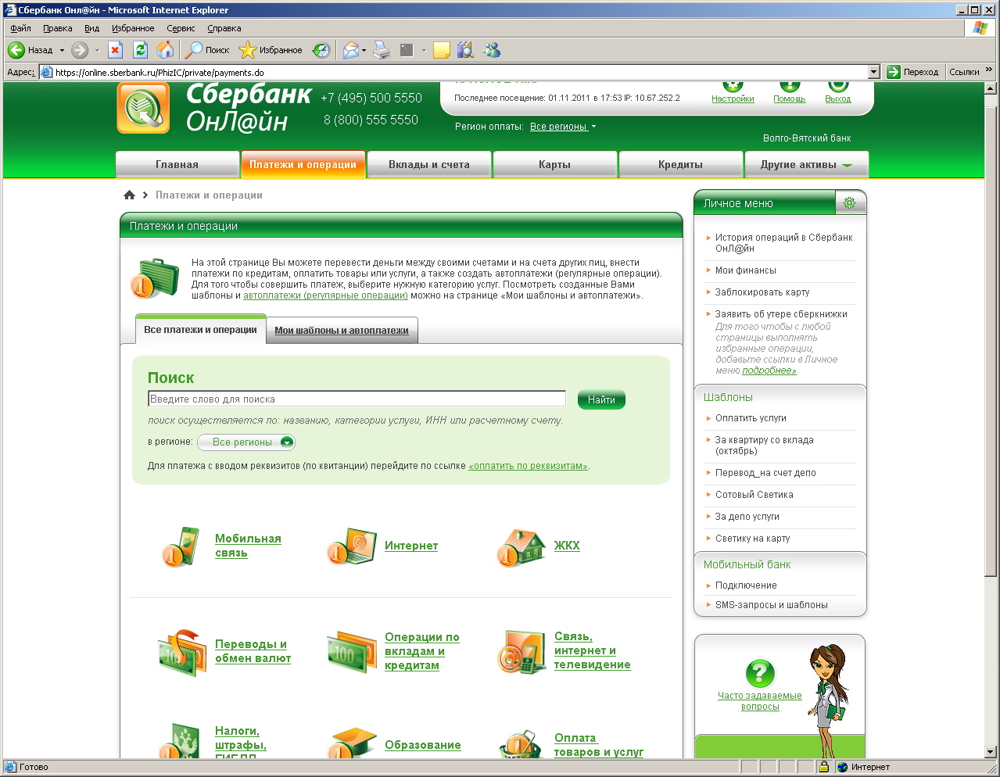 Сбербанк Онл@йн - Microsoft Internet Explorer
Файл Правка Вид Избранное Сервис Справка
Назад Поиск Избранное
Адрес: https://online.sberbank.ru/PhizIC/private/payments.do Переход Ссылки »
Сбербанк
ОнЛ@йн
+7 (495) 500 5550
8 (800) 555 5550
Последнее посещение: 01.11.2011 в 17:53 IP: 10.67.252.2
Настройки Помощь Выход
Регион оплаты: Все регионы
Волго-Вятский банк
Главная Платежи и операции Вклады и счета Карты Кредиты Другие активы
Платежи и операции
Платежи и операции
На этой странице Вы можете перевести деньги между своими счетами и на счета других лиц, внести
платежи по кредитам, оплатить товары или услуги, а также создать автоплатежи (регулярные операции).
Для того чтобы совершить платеж, выберите нужную категорию услуг. Посмотреть созданные Вами
шаблоны и автоплатежи (регулярные операции) можно на странице «Мои шаблоны и автоплатежи».
Все платежи и операции Мои шаблоны и автоплатежи
Поиск
Введите слово для поиска Найти
поиск осуществляется по: названию, категории услуги, ИНН или расчетному счету.
в регионе: Все регионы
Для платежа с вводом реквизитов (по квитанции) перейдите по ссылке «оплатить по реквизитам».
Мобильная
связь
Интернет
ЖКХ
Переводы и
обмен валют
100
Операции по
вкладам и
кредитам
Связь,
интернет и
телевидение
Налоги,
штрафы,
ГИБДД
Образование
Оплата
товаров и услуг
Личное меню
История операций в Сбербанк
ОнЛ@йн
Мои финансы
Заблокировать карту
Заявить об утере сберкнижки
Для того чтобы с любой
страницы выполнять
избранные операции,
добавьте ссылки в Личное
меню подробнее».
Шаблоны
Оплатить услуги
За квартиру со вклада
(октябрь)
Перевод_на счет депо
Сотовый Светика
За депо услуги
Светику на карту
Мобильный банк
Подключение
SMS-запросы и шаблоны
Часто задаваемые
вопросы
Готово Интернет